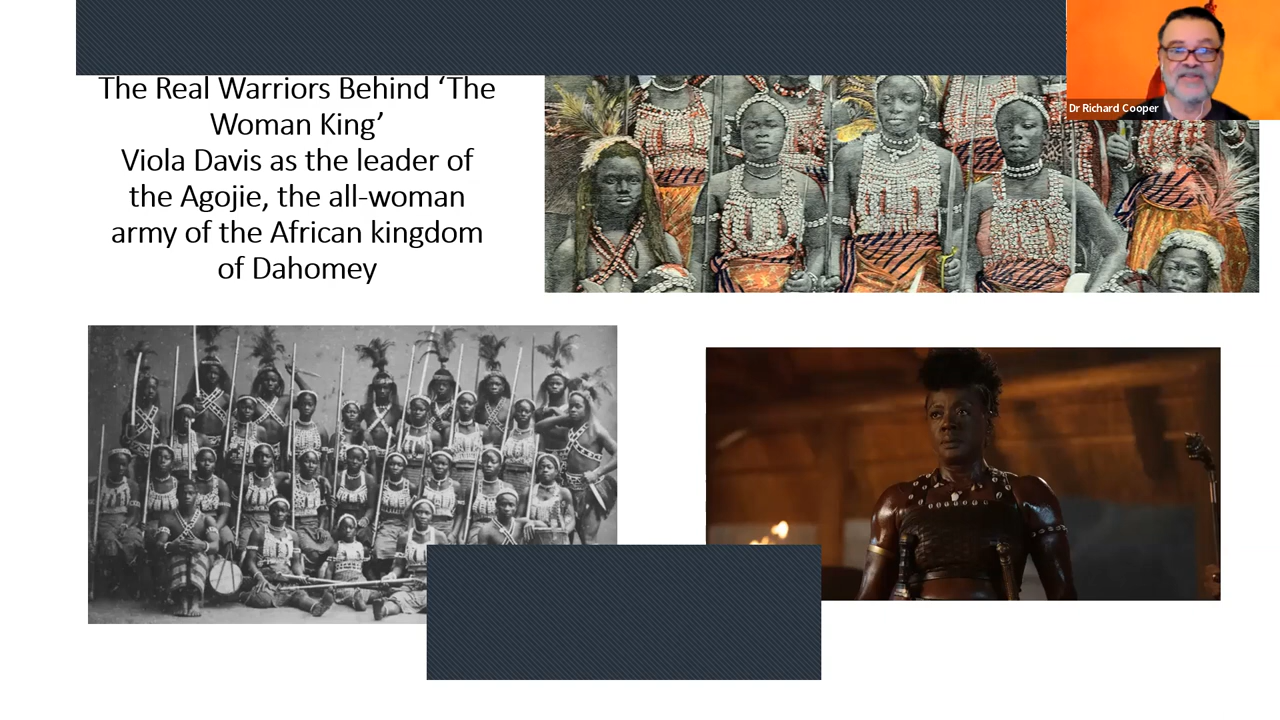 The Real Warriors Behind ‘The
Woman King’
Viola Davis as the leader of
the Agojie, the all-woman
army of the African kingdom
of Dahomey
Dr Richard Cooper